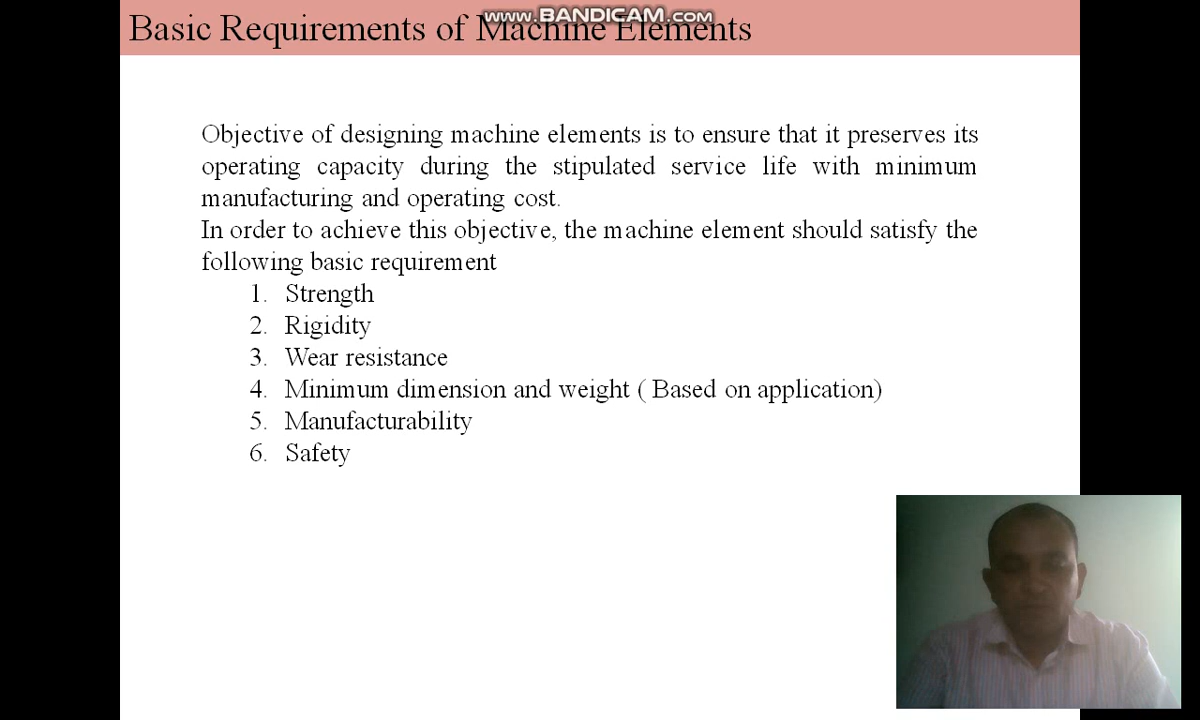 www.BANDICAM.com
Basic Requirements of Machine Elements
Objective of designing machine elements is to ensure that it preserves its
operating capacity during the stipulated service life with minimum
manufacturing and operating cost.
In order to achieve this objective, the machine element should satisfy the
following basic requirement
1. Strength
2. Rigidity
3. Wear resistance
4. Minimum dimension and weight ( Based on application)
5. Manufacturability
6. Safety